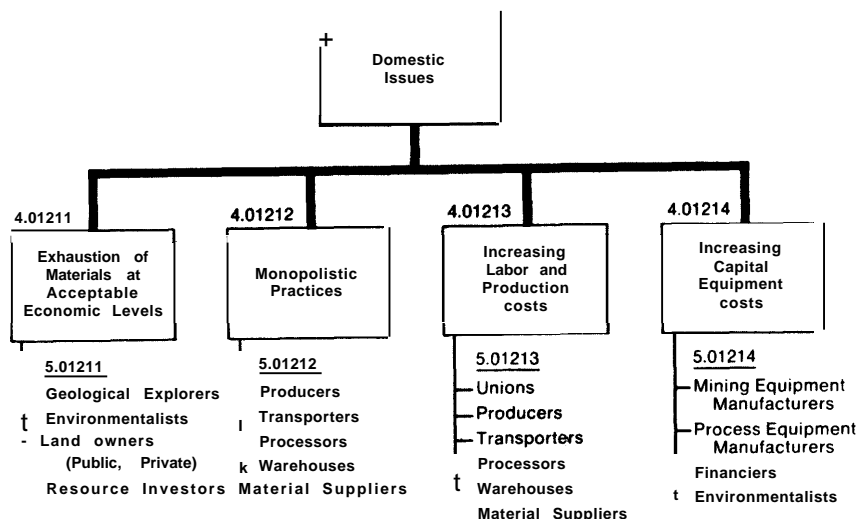 +
Domestic
Issues
4.01211
Exhaustion of
Materials at
Acceptable
Economic Levels
4.01212
Monopolistic
Practices
4.01213
Increasing
Labor and
Production
costs
4.01214
Increasing
Capital
Equipment
costs
5.01211
Geological Explorers
t Environmentalists
- Land owners
(Public, Private)
Resource Investors
5.01212
Producers
l Transporters
Processors
k Warehouses
Material Suppliers
5.01213
Unions
Producers
Transporters
Processors
t Warehouses
Material Suppliers
5.01214
Mining Equipment
Manufacturers
Process Equipment
Manufacturers
Financiers
t Environmentalists